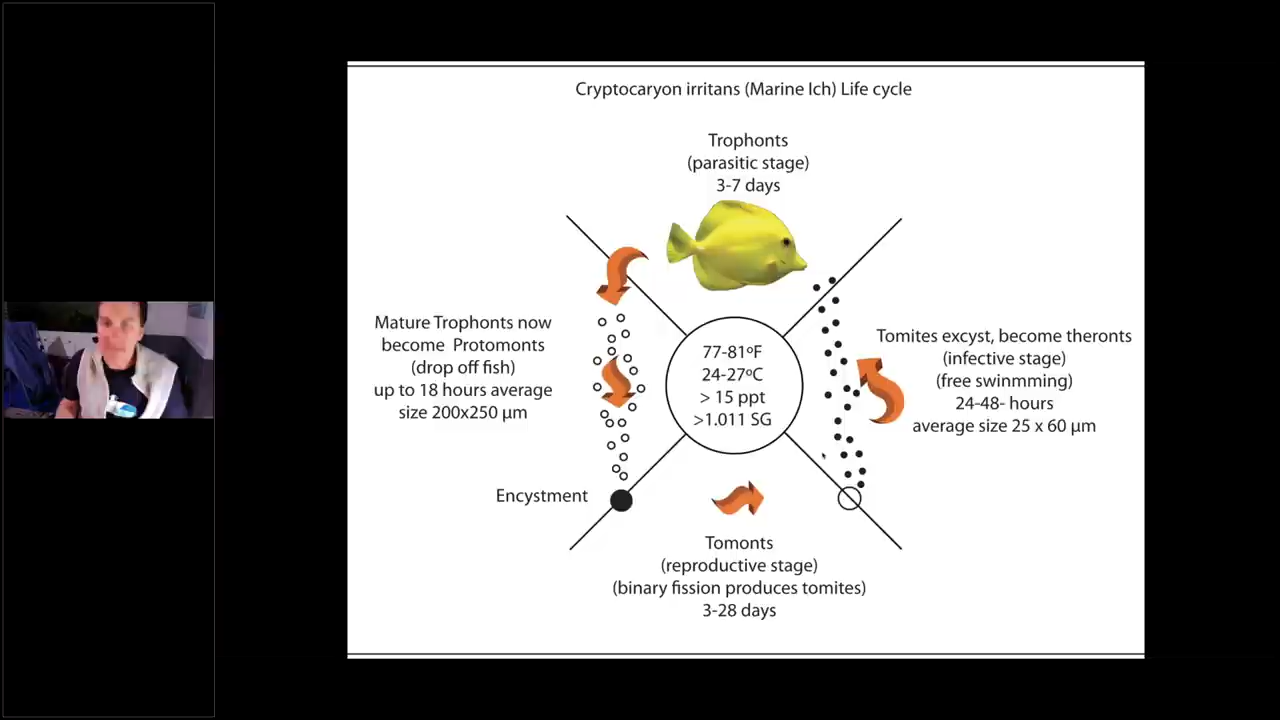 Cryptocaryon irritans (Marine Ich) Life cycle
Trophonts
(parasitic stage)
3-7 days
Mature Trophonts now
become Protomonts
(drop off fish)
up to 18 hours average
size 200x250 µm
77-81ºF
24-27ºC
> 15 ppt
>1.011 SG
Tomites excyst, become theronts
(infective stage)
(free swinmming)
24-48- hours
average size 25 x 60 µm
Encystment
Tomonts
(reproductive stage)
(binary fission produces tomites)
3-28 days